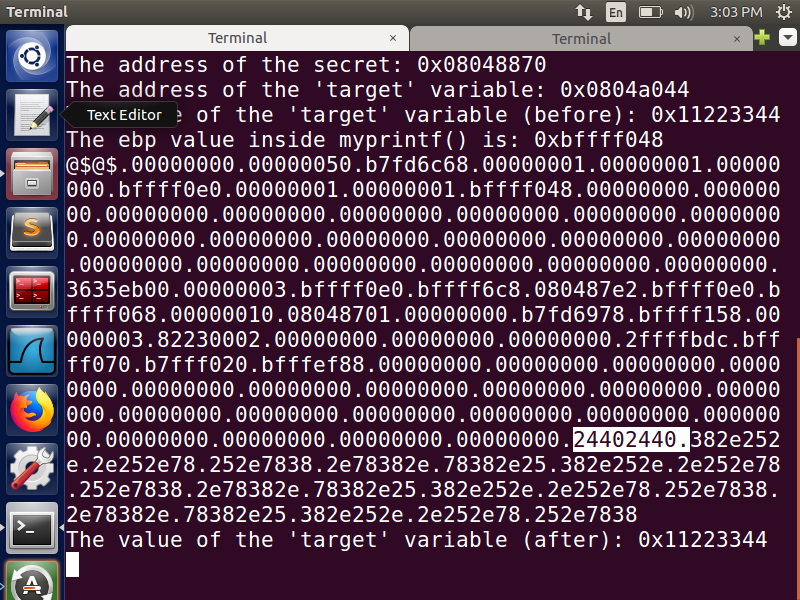 Terminal
En
3:03 PM
Terminal ×
Terminal ×
Text Editor
The address of the secret: 0x08048870
The address of the 'target' variable: 0x0804a044
e of the 'target' variable (before): 0x11223344
The ebp value inside myprintf() is: 0xbffff048
@$@$.00000000.00000050.b7fd6c68.00000001.00000001.00000
000.bffff0e0.00000001.00000001.bffff048.00000000.000000
00.00000000.00000000.00000000.00000000.00000000.0000000
0.00000000.00000000.00000000.00000000.00000000.00000000
.00000000.00000000.00000000.00000000.00000000.00000000.
3635eb00.00000003.bffff0e0.bffff6c8.080487e2.bffff0e0.b
ffff068.00000010.08048701.00000000.b7fd6978.bffff158.00
000003.82230002.00000000.00000000.00000000.2ffffbdc.bff
ff070.b7fff020.bfffef88.00000000.00000000.00000000.0000
0000.00000000.00000000.00000000.00000000.00000000.00000
000.00000000.00000000.00000000.00000000.00000000.000000
00.00000000.00000000.00000000.00000000.24402440.382e252
e.2e252e78.252e7838.2e78382e.78382e25.382e252e.2e252e78
.252e7838.2e78382e.78382e25.382e252e.2e252e78.252e7838.
2e78382e.78382e25.382e252e.2e252e78.252e7838
The value of the 'target' variable (after): 0x11223344